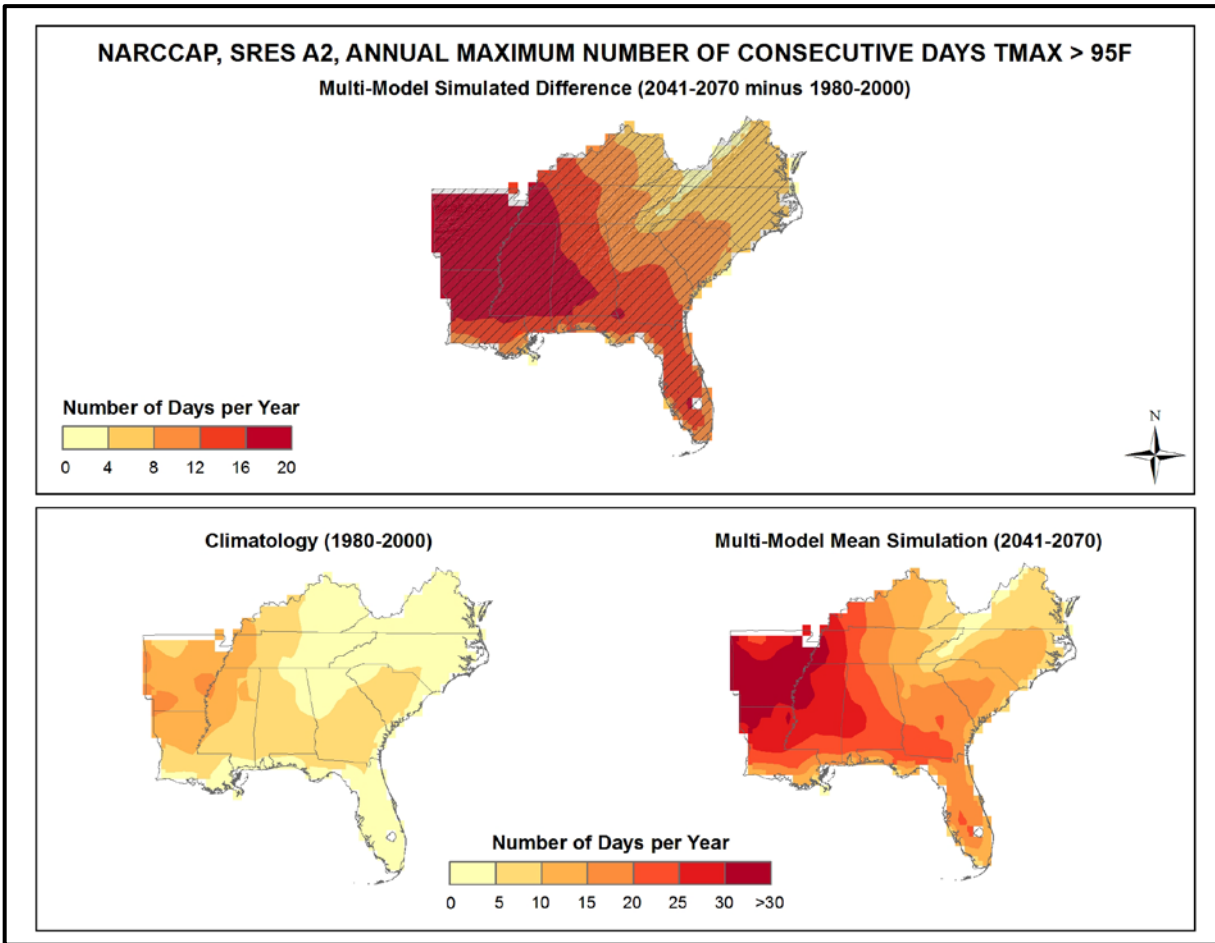 NARCCAP, SRES A2, ANNUAL MAXIMUM NUMBER OF CONSECUTIVE DAYS TMAX > 95F
Multi-Model Simulated Difference (2041-2070 minus 1980-2000)
Number of Days per Year
0 4 8 12 16 20
N
Climatology (1980-2000)
Multi-Model Mean Simulation (2041-2070)
Number of Days per Year
0 5 10 15 20 25 30 >30